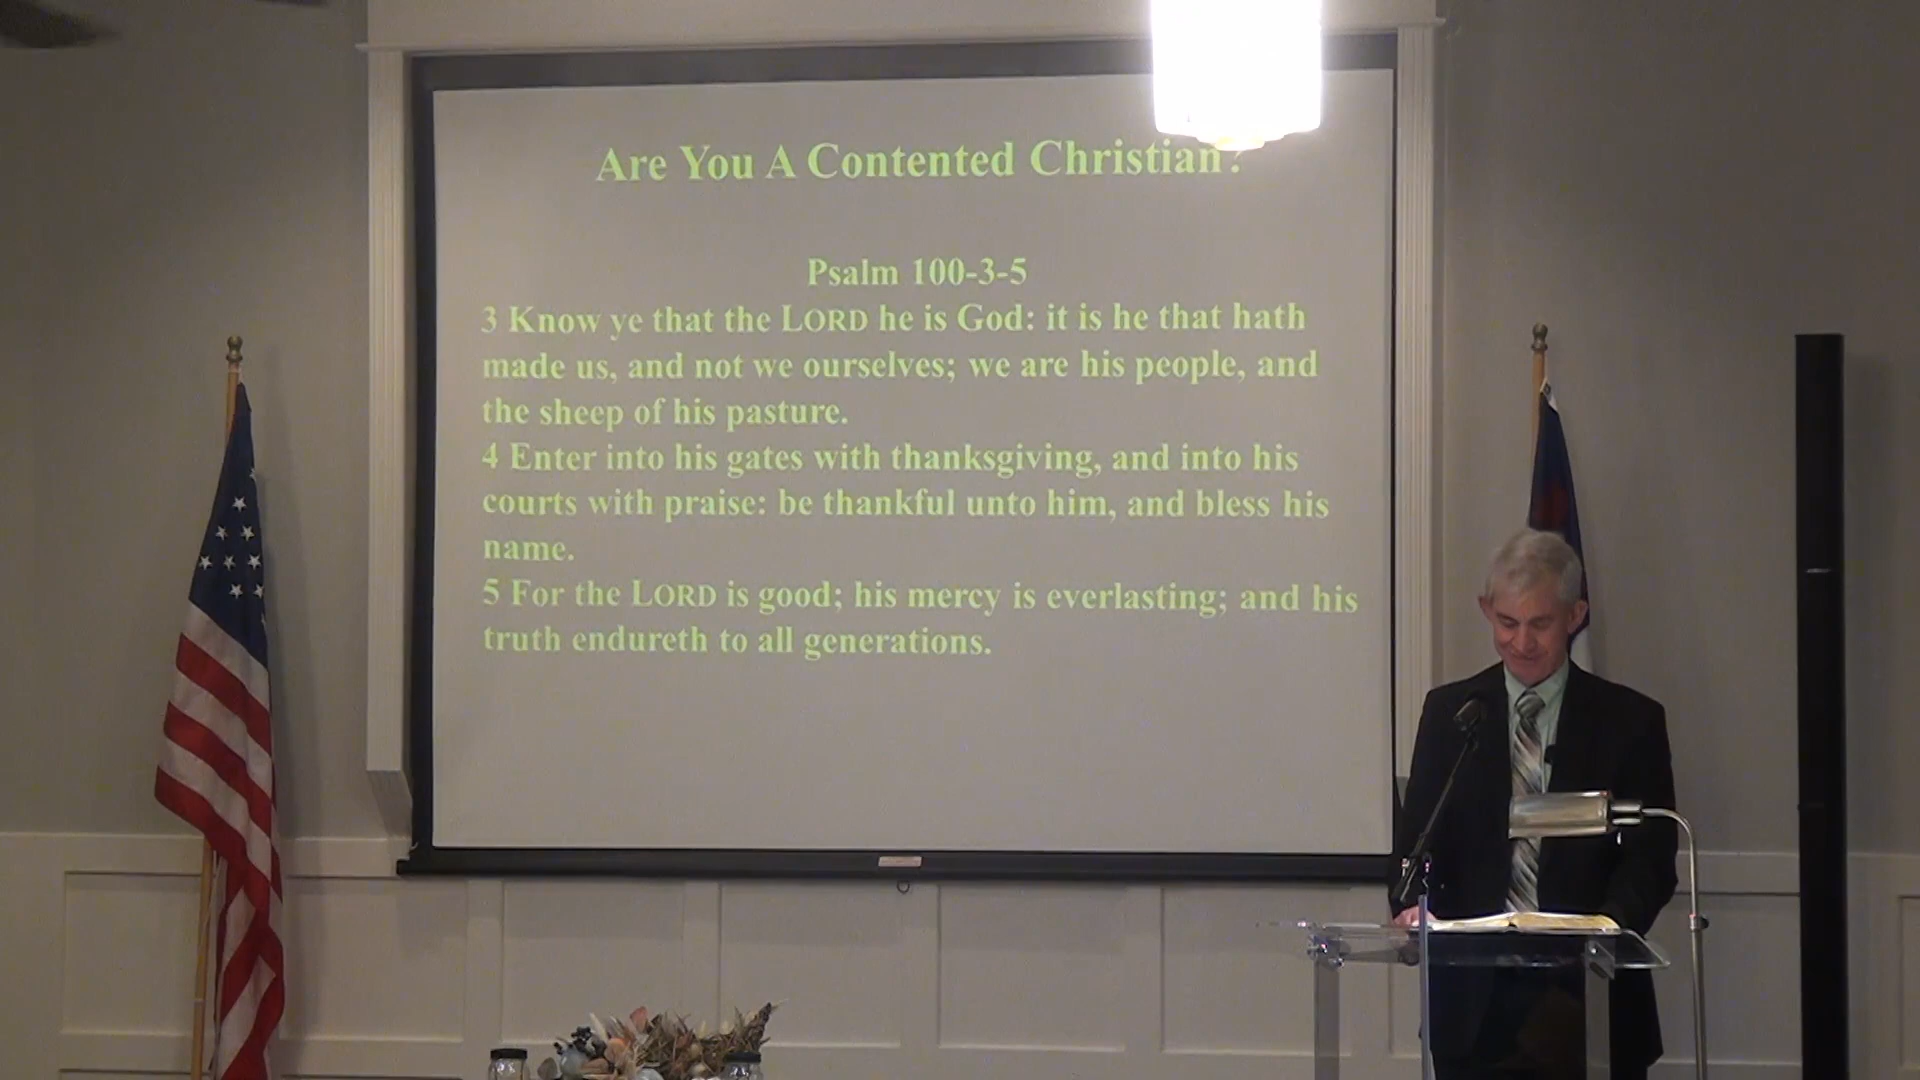 Are You A Contented Christian?
Psalm 100-3-5
3 Know ye that the LORD he is God: it is he that hath
made us, and not we ourselves; we are his people, and
the sheep of his pasture.
4 Enter into his gates with thanksgiving, and into his
courts with praise: be thankful unto him, and bless his
name.
5 For the LORD is good; his mercy is everlasting; and his
truth endureth to all generations.